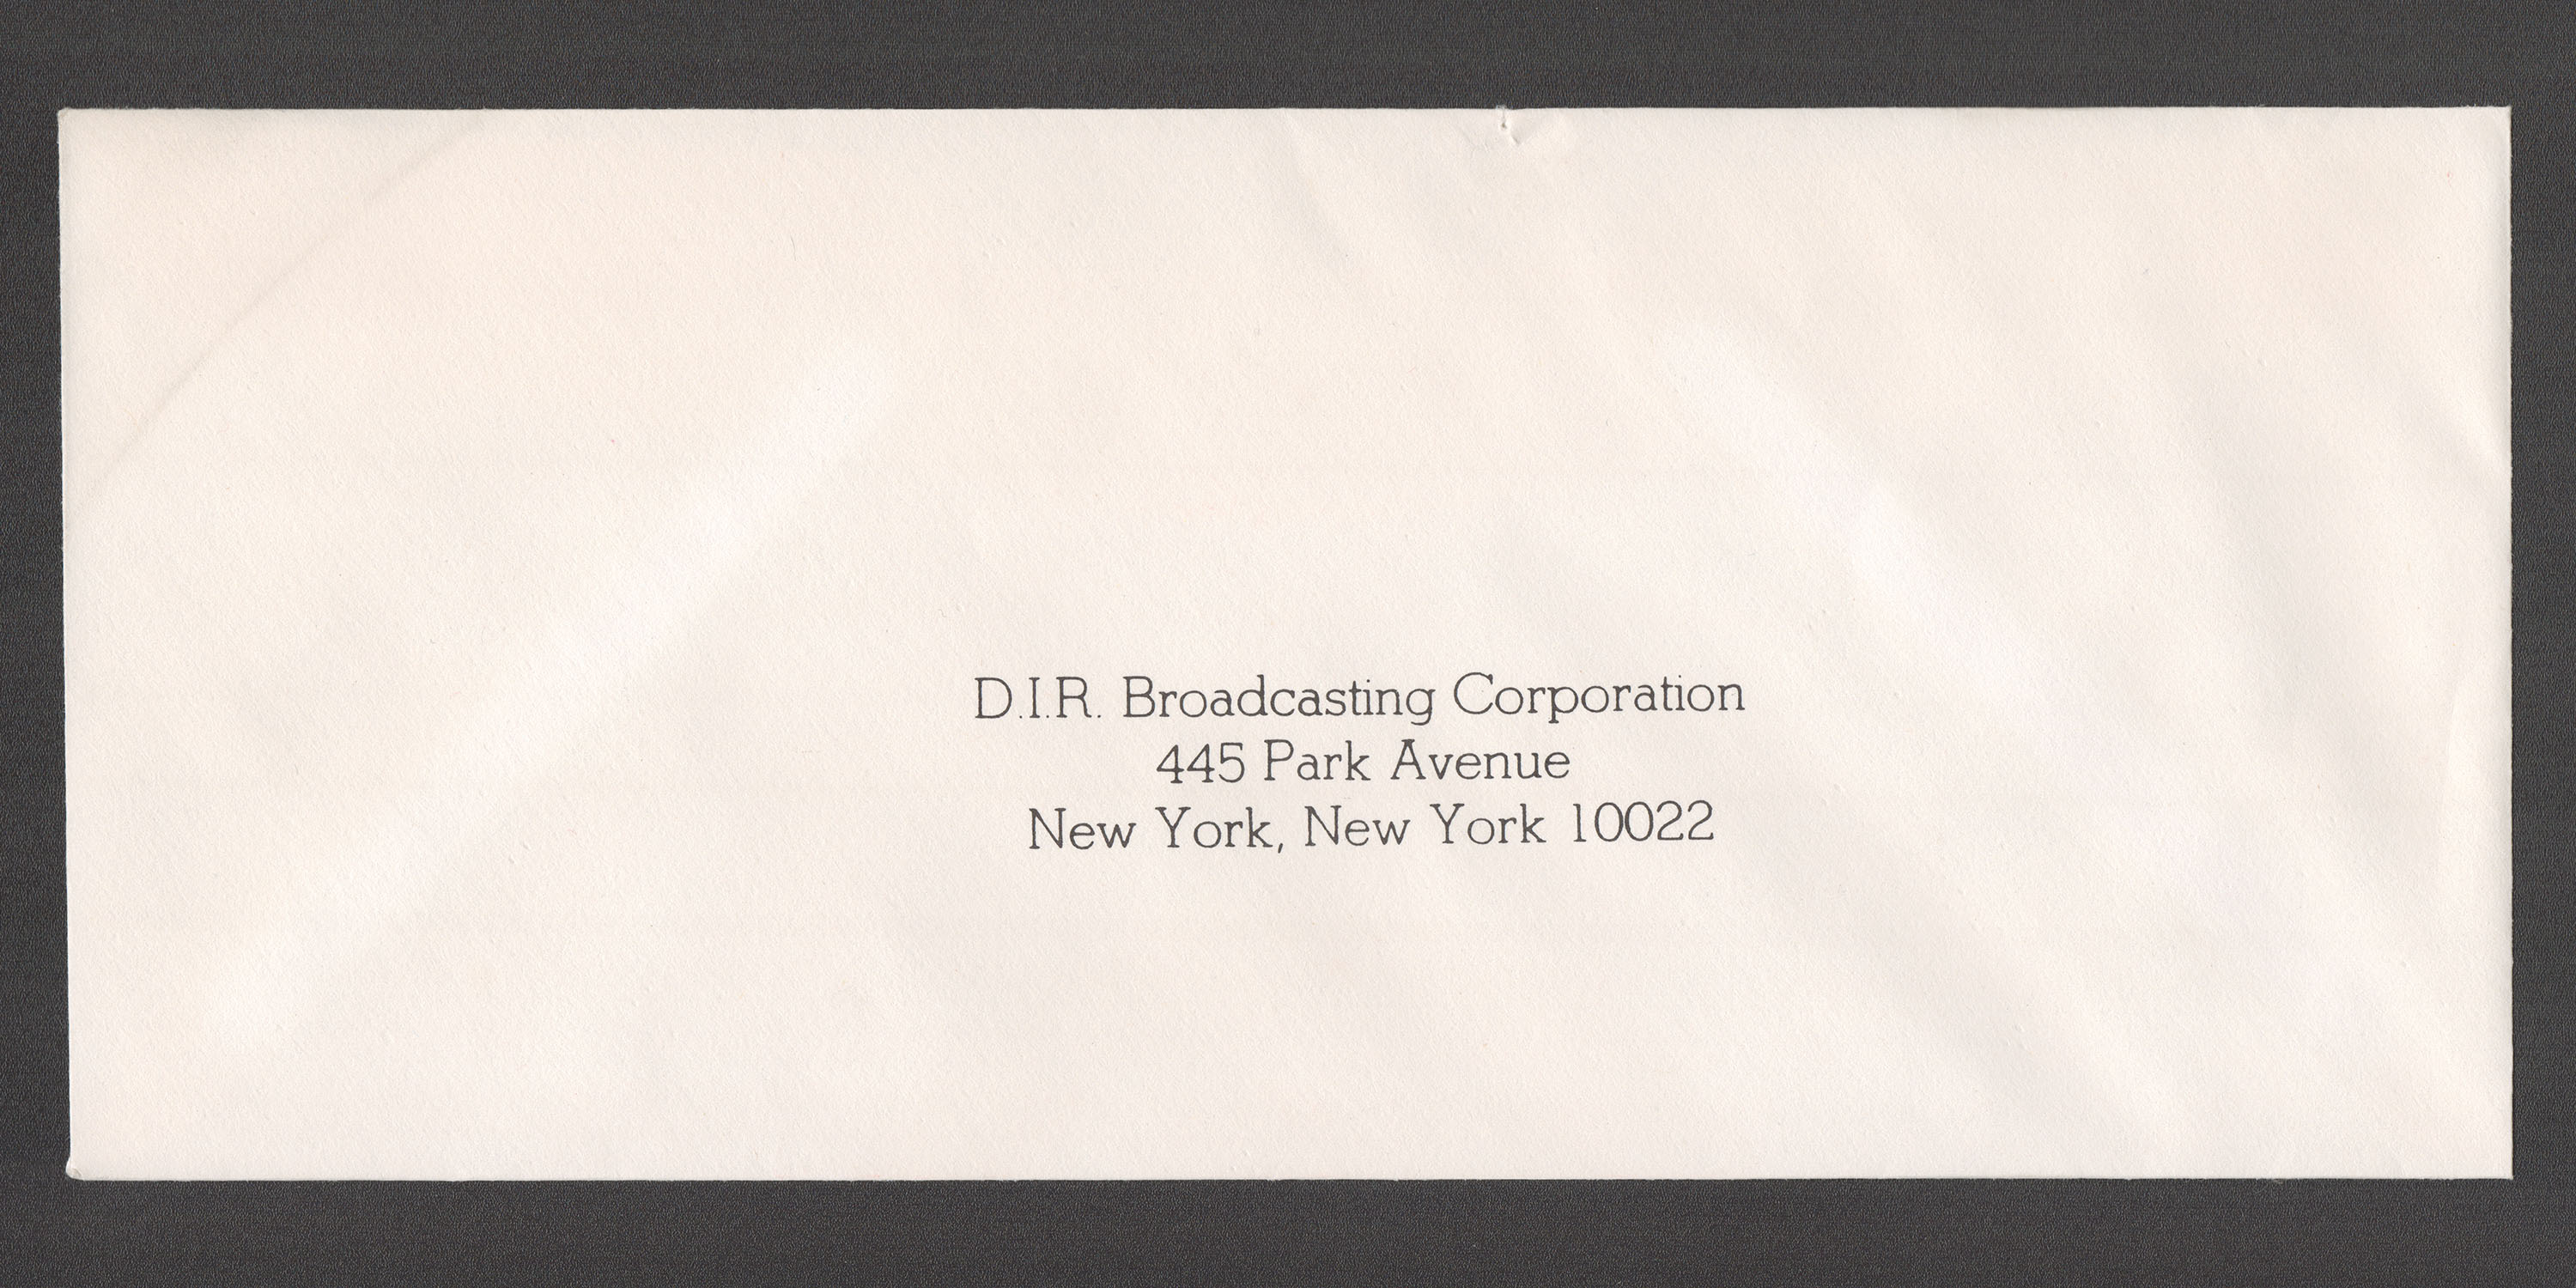 D.I.R. Broadcasting Corporation
445 Park Avenue
New York, New York 10022